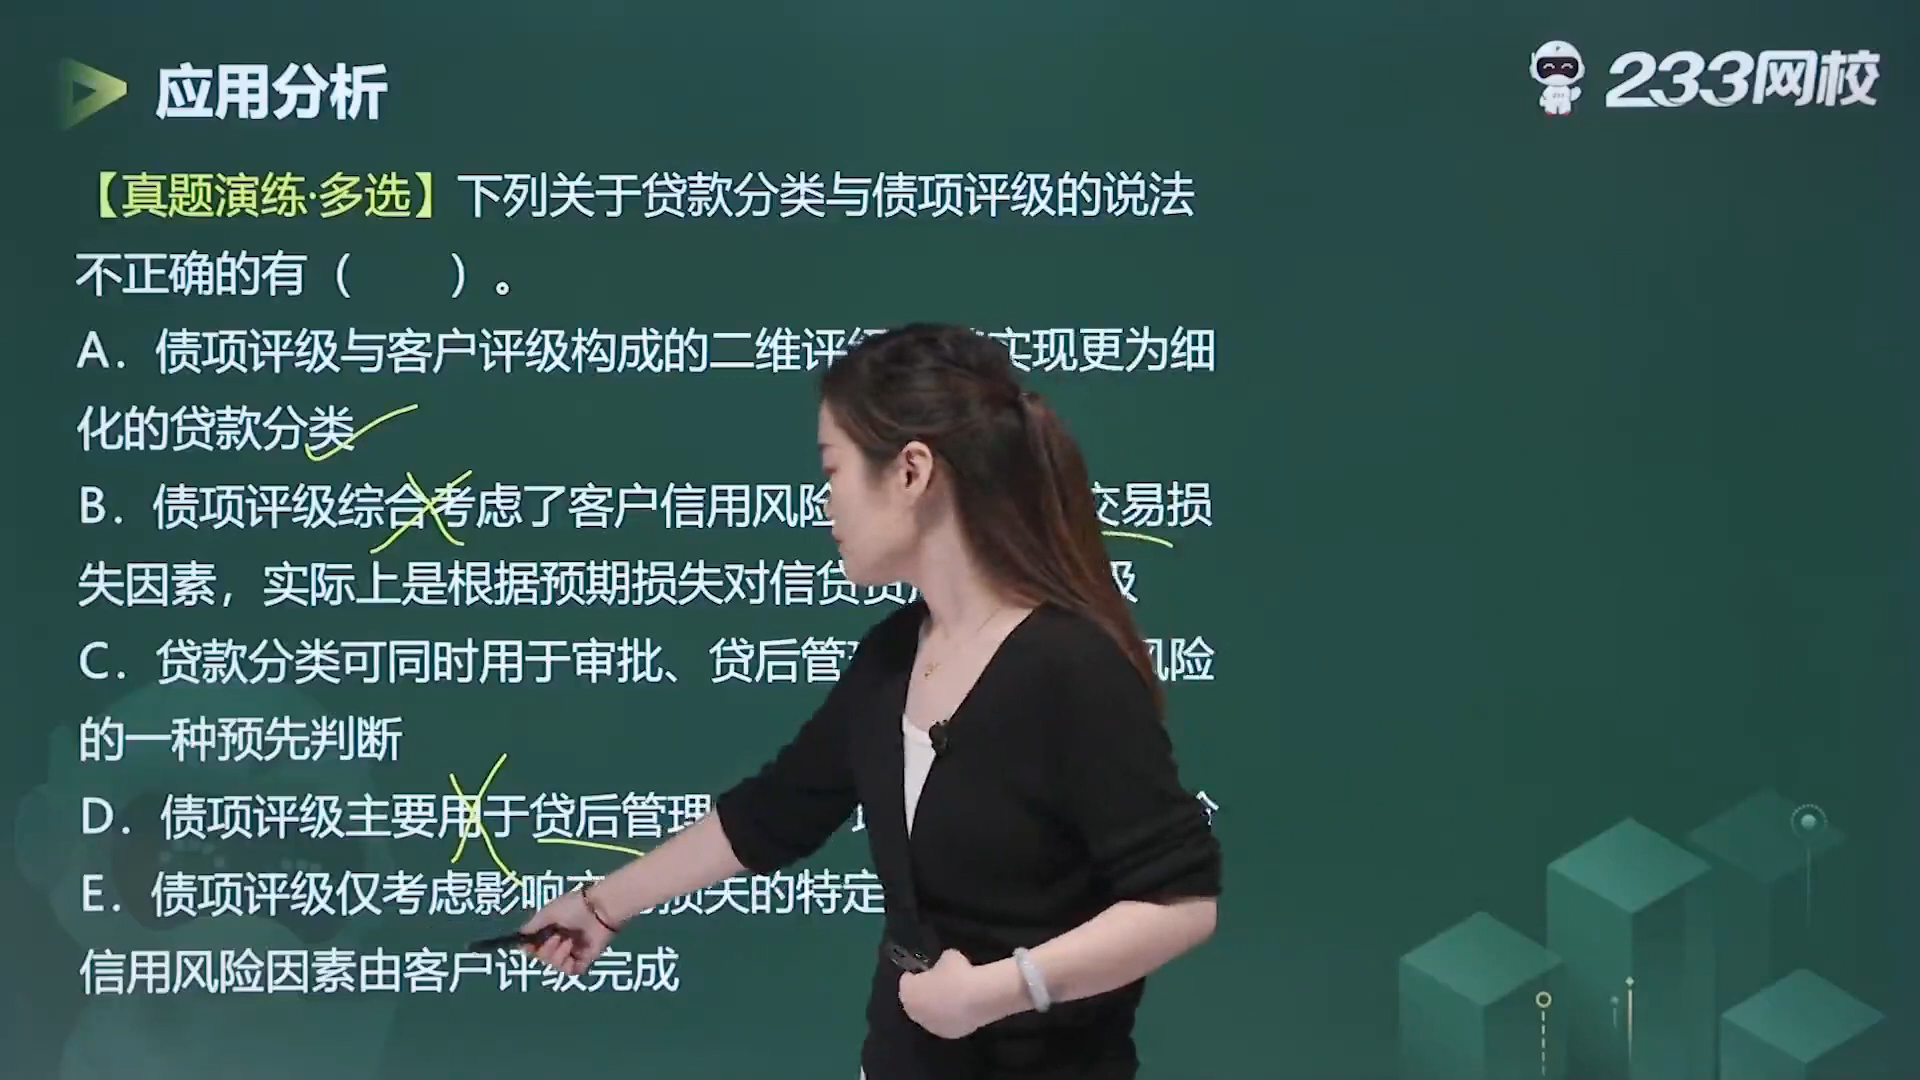 应用分析
233网校
【真题演练·多选】下列关于贷款分类与债项评级的说法
不正确的有（　　）。
A．债项评级与客户评级构成的二维评 实现更为细
化的贷款分类
B．债项评级综合考虑了客户信用风险 交易损
失因素，实际上是根据预期损失对信贷
C．贷款分类可同时用于审批、贷后管 风险
的一种预先判断
D．债项评级主要用于贷后管理
E．债项评级仅考虑影响 损失的特定
信用风险因素由客户评级完成